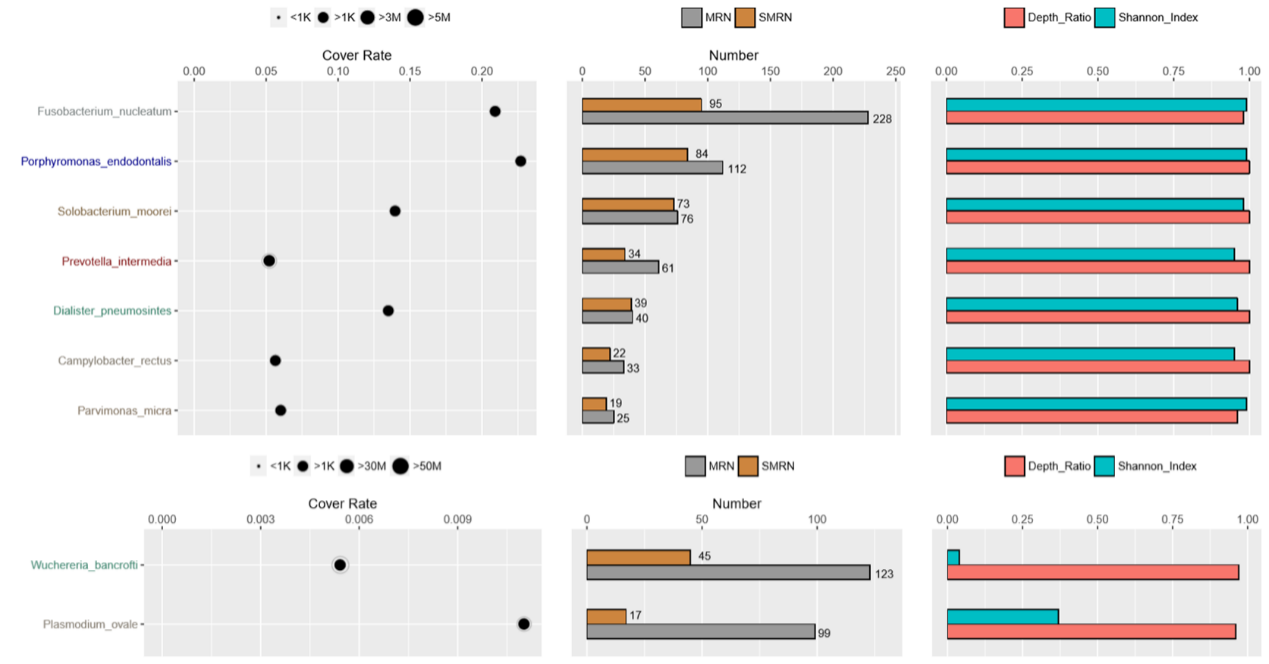 <1K >1K >3M >5M
MRN SMRN
Depth_Ratio Shannon_Index
Cover Rate
Number
0.00 0.05 0.10 0.15 0.20
0 50 100 150 200 250
0.00 0.25 0.50 0.75 1.00
Fusobacterium_nucleatum
95
228
Porphyromonas_endodontalis
84
112
Solobacterium_moorei
73
76
Prevotella_intermedia
34
61
Dialister_pneumosintes
39
40
Campylobacter_rectus
22
33
Parvimonas_micra
19
25
<1K >1K >30M >50M
MRN SMRN
Depth_Ratio Shannon_Index
Cover Rate
Number
0.000 0.003 0.006 0.009
0 50 100
0.00 0.25 0.50 0.75 1.00
Wuchereria_bancrofti
45
123
Plasmodium_ovale
17
99